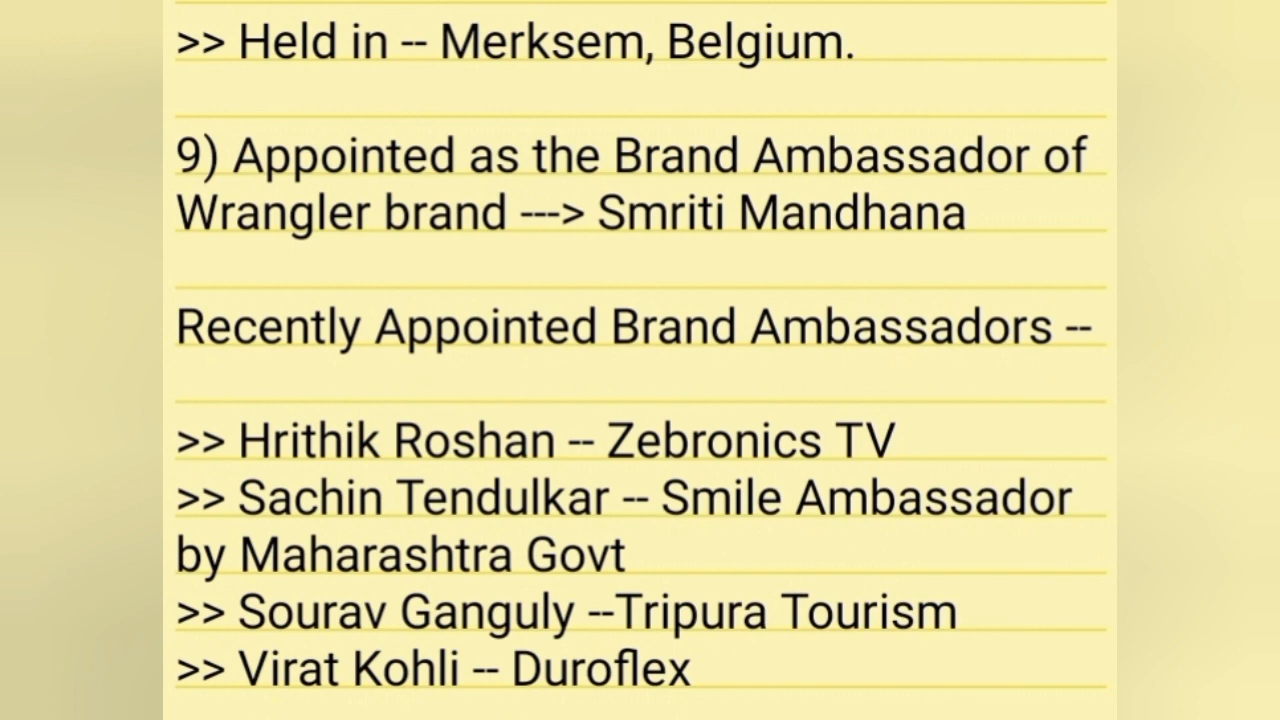 >> Held in -- Merksem, Belgium.
9) Appointed as the Brand Ambassador of
Wrangler brand ---> Smriti Mandhana
Recently Appointed Brand Ambassadors --
>> Hrithik Roshan -- Zebronics TV
>> Sachin Tendulkar -- Smile Ambassador
by Maharashtra Govt
>> Sourav Ganguly --Tripura Tourism
>> Virat Kohli -- Duroflex